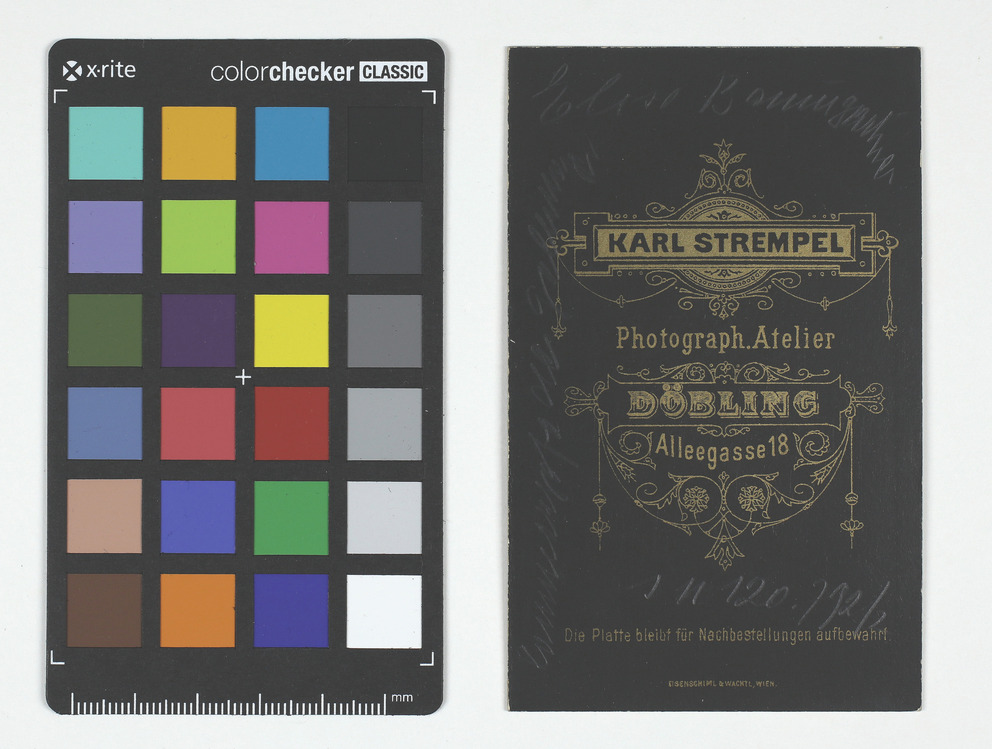 x·rite
colorchecker CLASSIC
mm
KARL STREMPEL
Photograph. Atelier
DÖBLING
Alleegasse 18
Die Platte bleibt für Nachbestellungen aufbewahrt.
EISENSCHIML & WACHTL, WIEN.